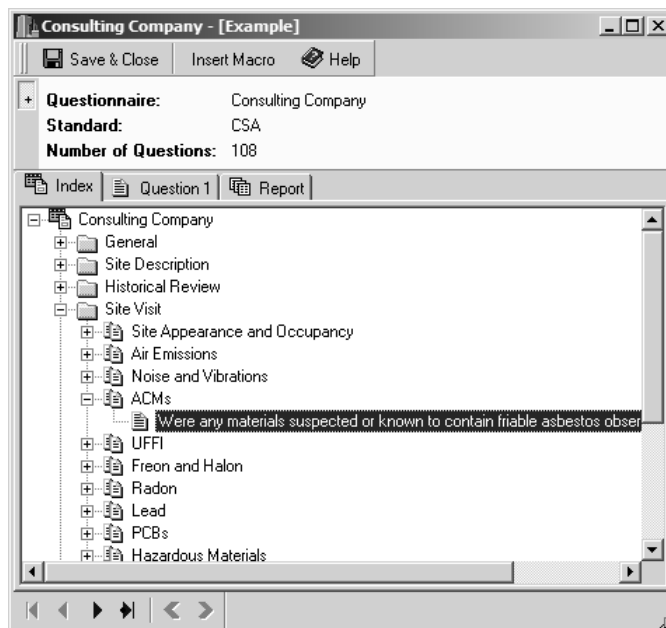 Consulting Company - [Example]
Save & Close Insert Macro Help
Questionnaire: Consulting Company
Standard: CSA
Number of Questions: 108
Index Question 1 Report
Consulting Company
General
Site Description
Historical Review
Site Visit
Site Appearance and Occupancy
Air Emissions
Noise and Vibrations
ACMs
Were any materials suspected or known to contain friable asbestos obser
UFFI
Freon and Halon
Radon
Lead
PCBs
Hazardous Materials